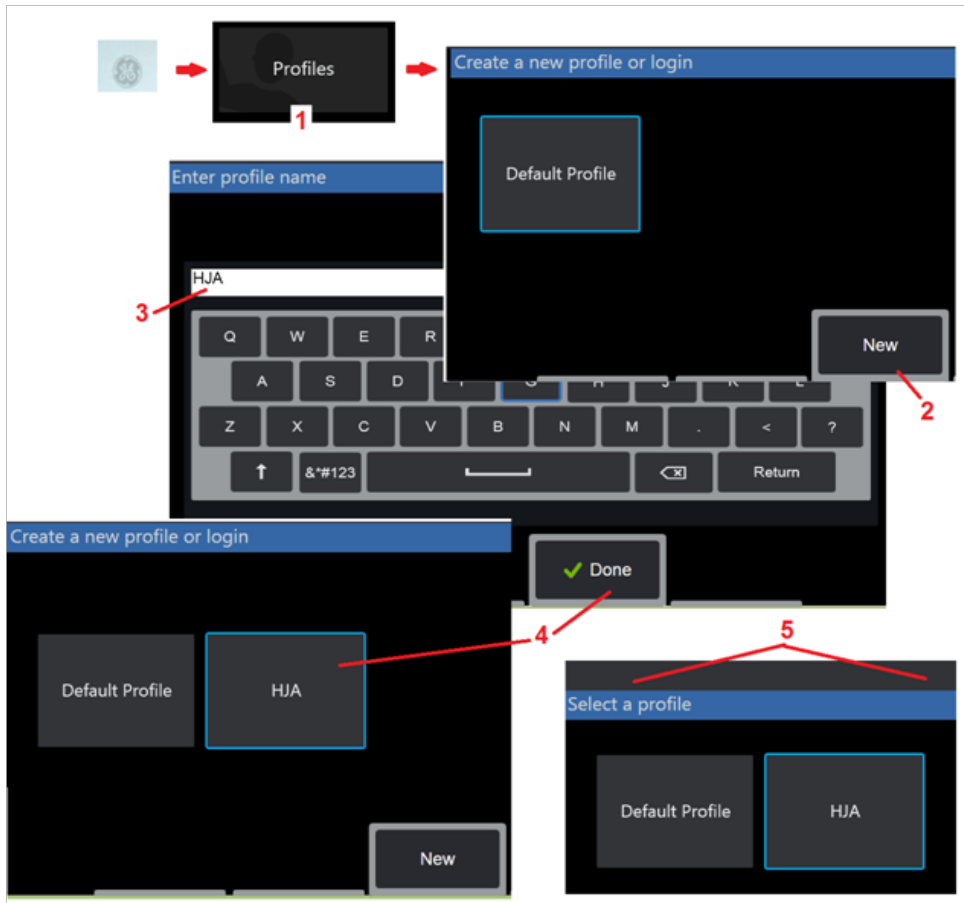 Profiles
1
Create a new profile or login
Default Profile
New
2
Enter profile name
HJA
3
Q W E R
A S D G H J K L
Z X C V B N M . < ?
&*#123 Return
Done
4
Create a new profile or login
Default Profile HJA
New
5
Select a profile
Default Profile HJA